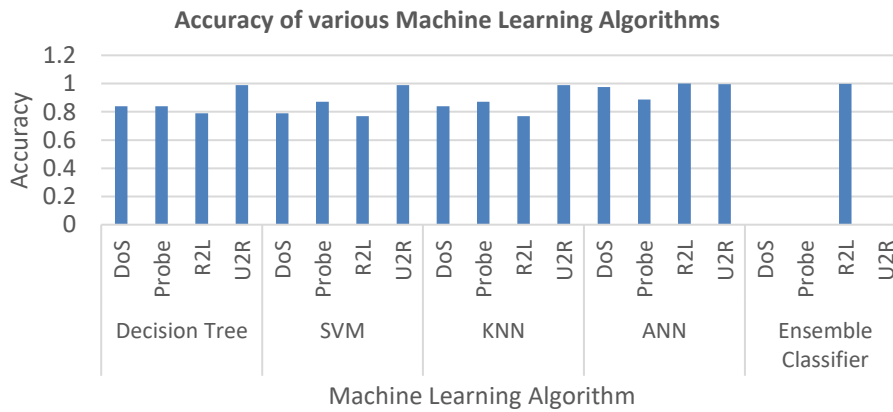 Accuracy of various Machine Learning Algorithms
1.2
1
0.8
0.6
0.4
0.2
0
Accuracy
DoS Probe R2L U2R DoS Probe R2L U2R DoS Probe R2L U2R DoS Probe R2L U2R DoS Probe R2L U2R
Decision Tree SVM KNN ANN Ensemble
Classifier
Machine Learning Algorithm